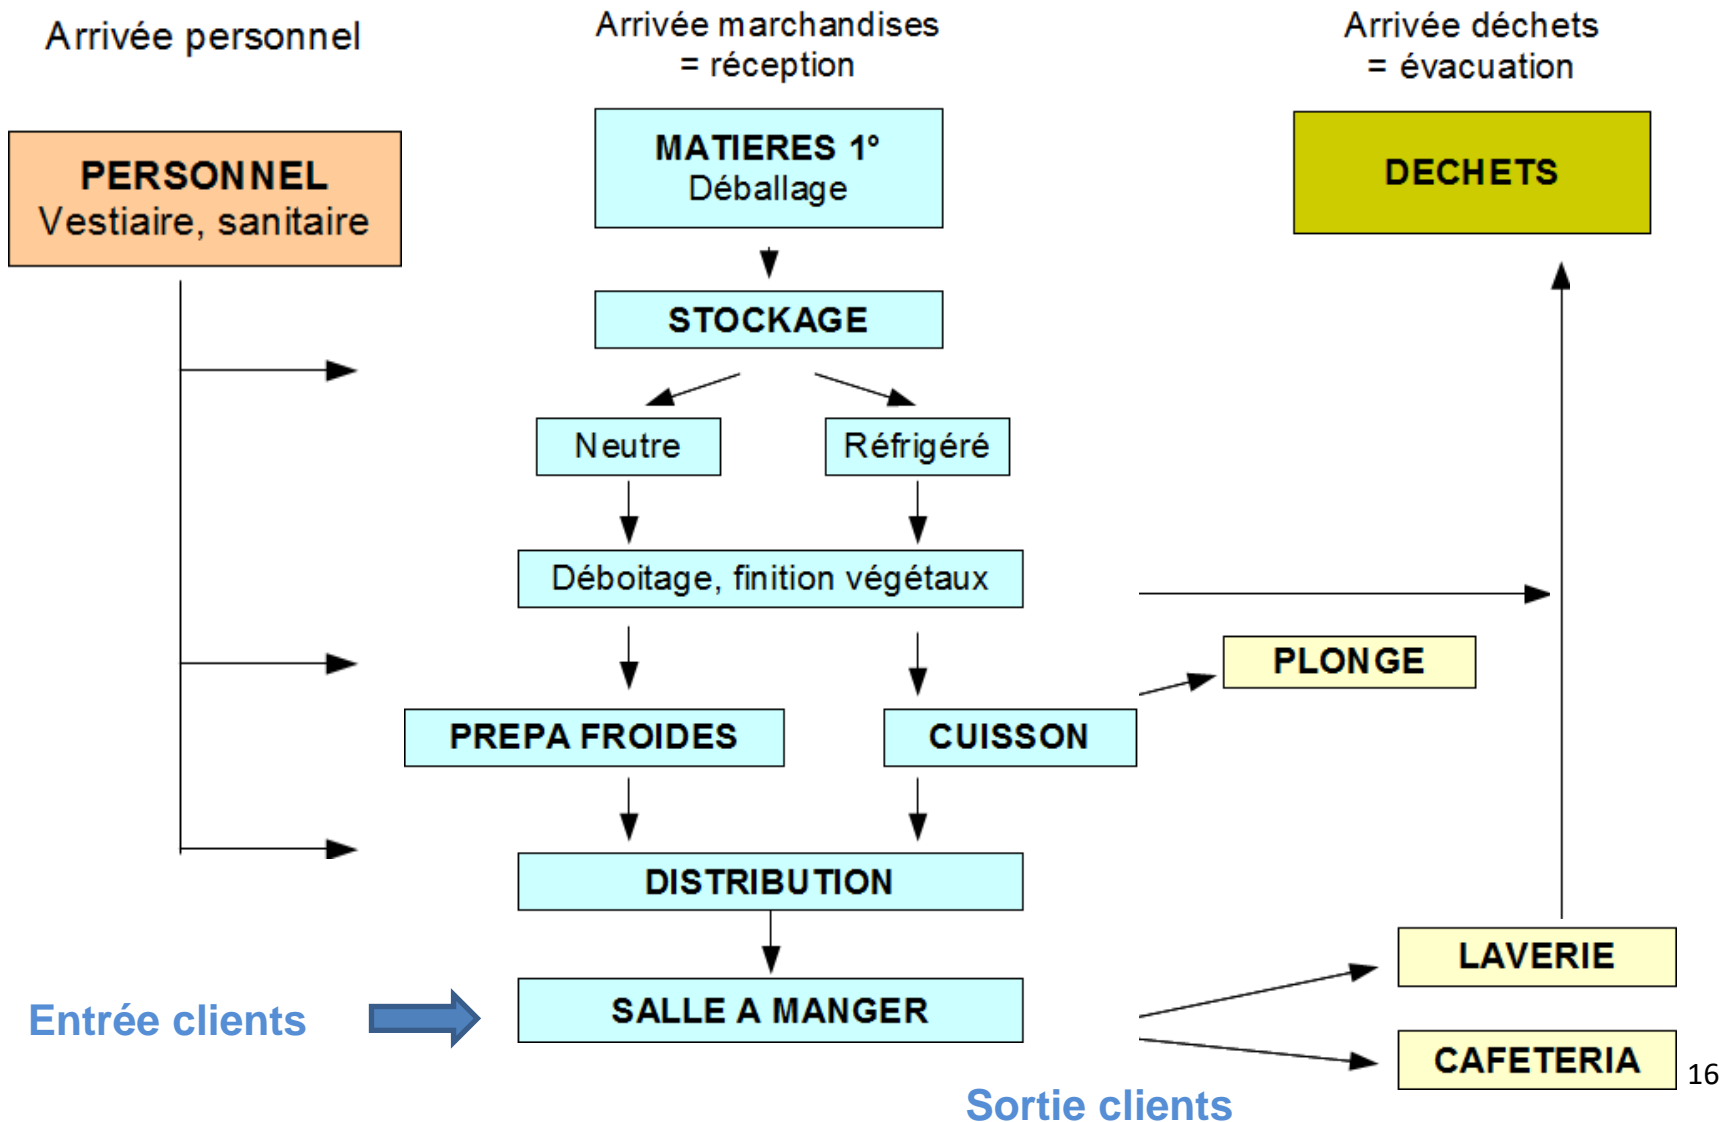 Arrivée personnel
Arrivée marchandises
= réception
Arrivée déchets
= évacuation
PERSONNEL
Vestiaire, sanitaire
MATIERES 1º
Déballage
DECHETS
STOCKAGE
Neutre
Réfrigéré
Déboitage, finition végétaux
PLONGE
PREPA FROIDES
CUISSON
DISTRIBUTION
LAVERIE
Entrée clients
SALLE A MANGER
CAFETERIA
16
Sortie clients